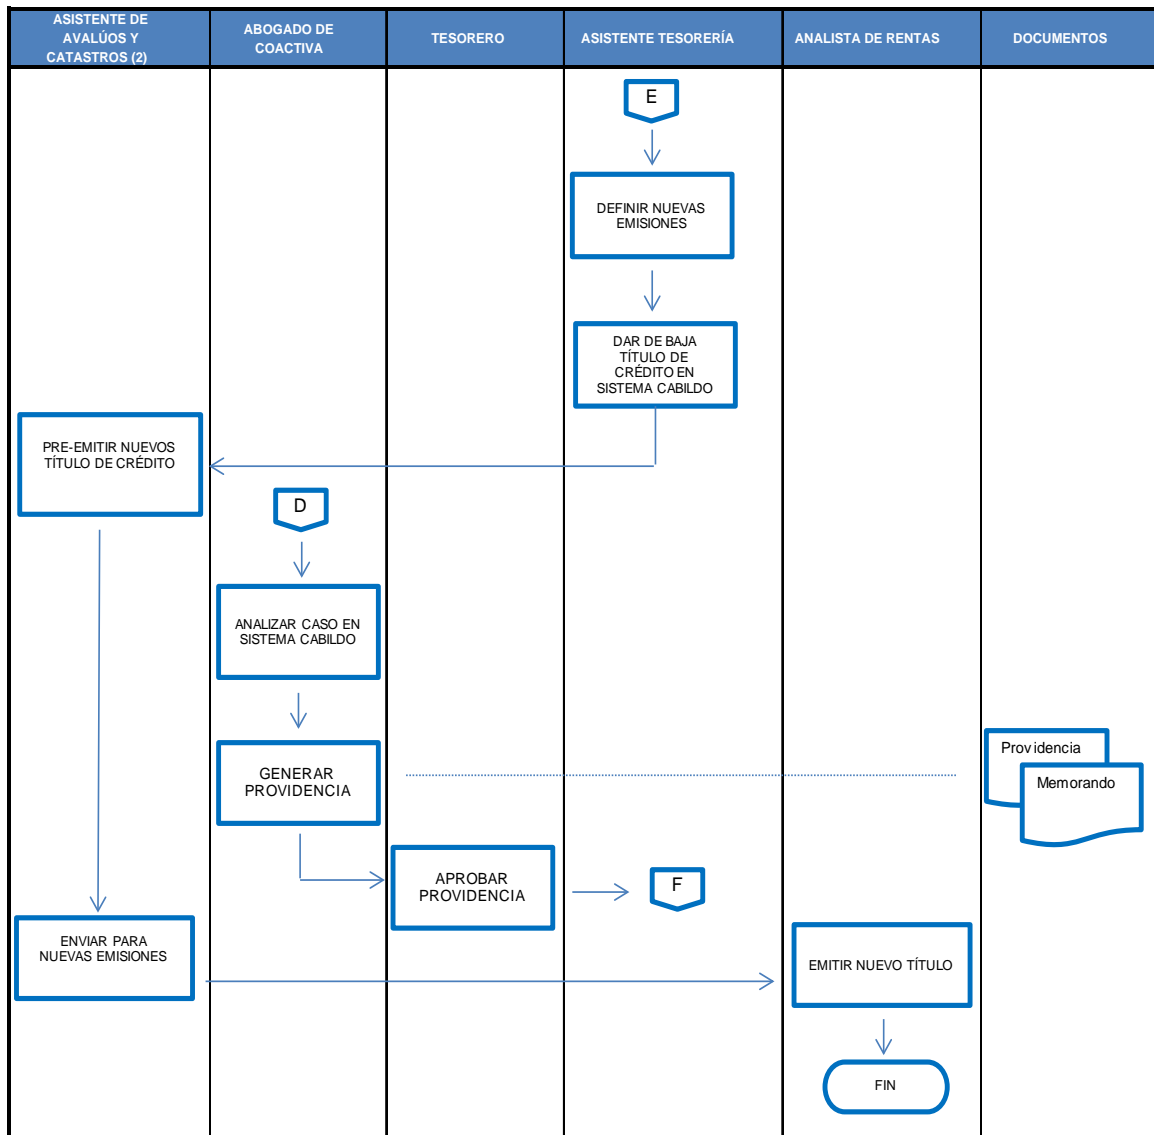 ASISTENTE DE
AVALÚOS Y
CATASTROS (2)
ABOGADO DE
COACTIVA
TESORERO
ASISTENTE TESORERÍA
ANALISTA DE RENTAS
DOCUMENTOS
E
DEFINIR NUEVAS
EMISIONES
DAR DE BAJA
TÍTULO DE
CRÉDITO EN
SISTEMA CABILDO
PRE-EMITIR NUEVOS
TÍTULO DE CRÉDITO
D
ANALIZAR CASO EN
SISTEMA CABILDO
GENERAR
PROVIDENCIA
Providencia
Memorando
APROBAR
PROVIDENCIA
F
ENVIAR PARA
NUEVAS EMISIONES
EMITIR NUEVO TÍTULO
FIN